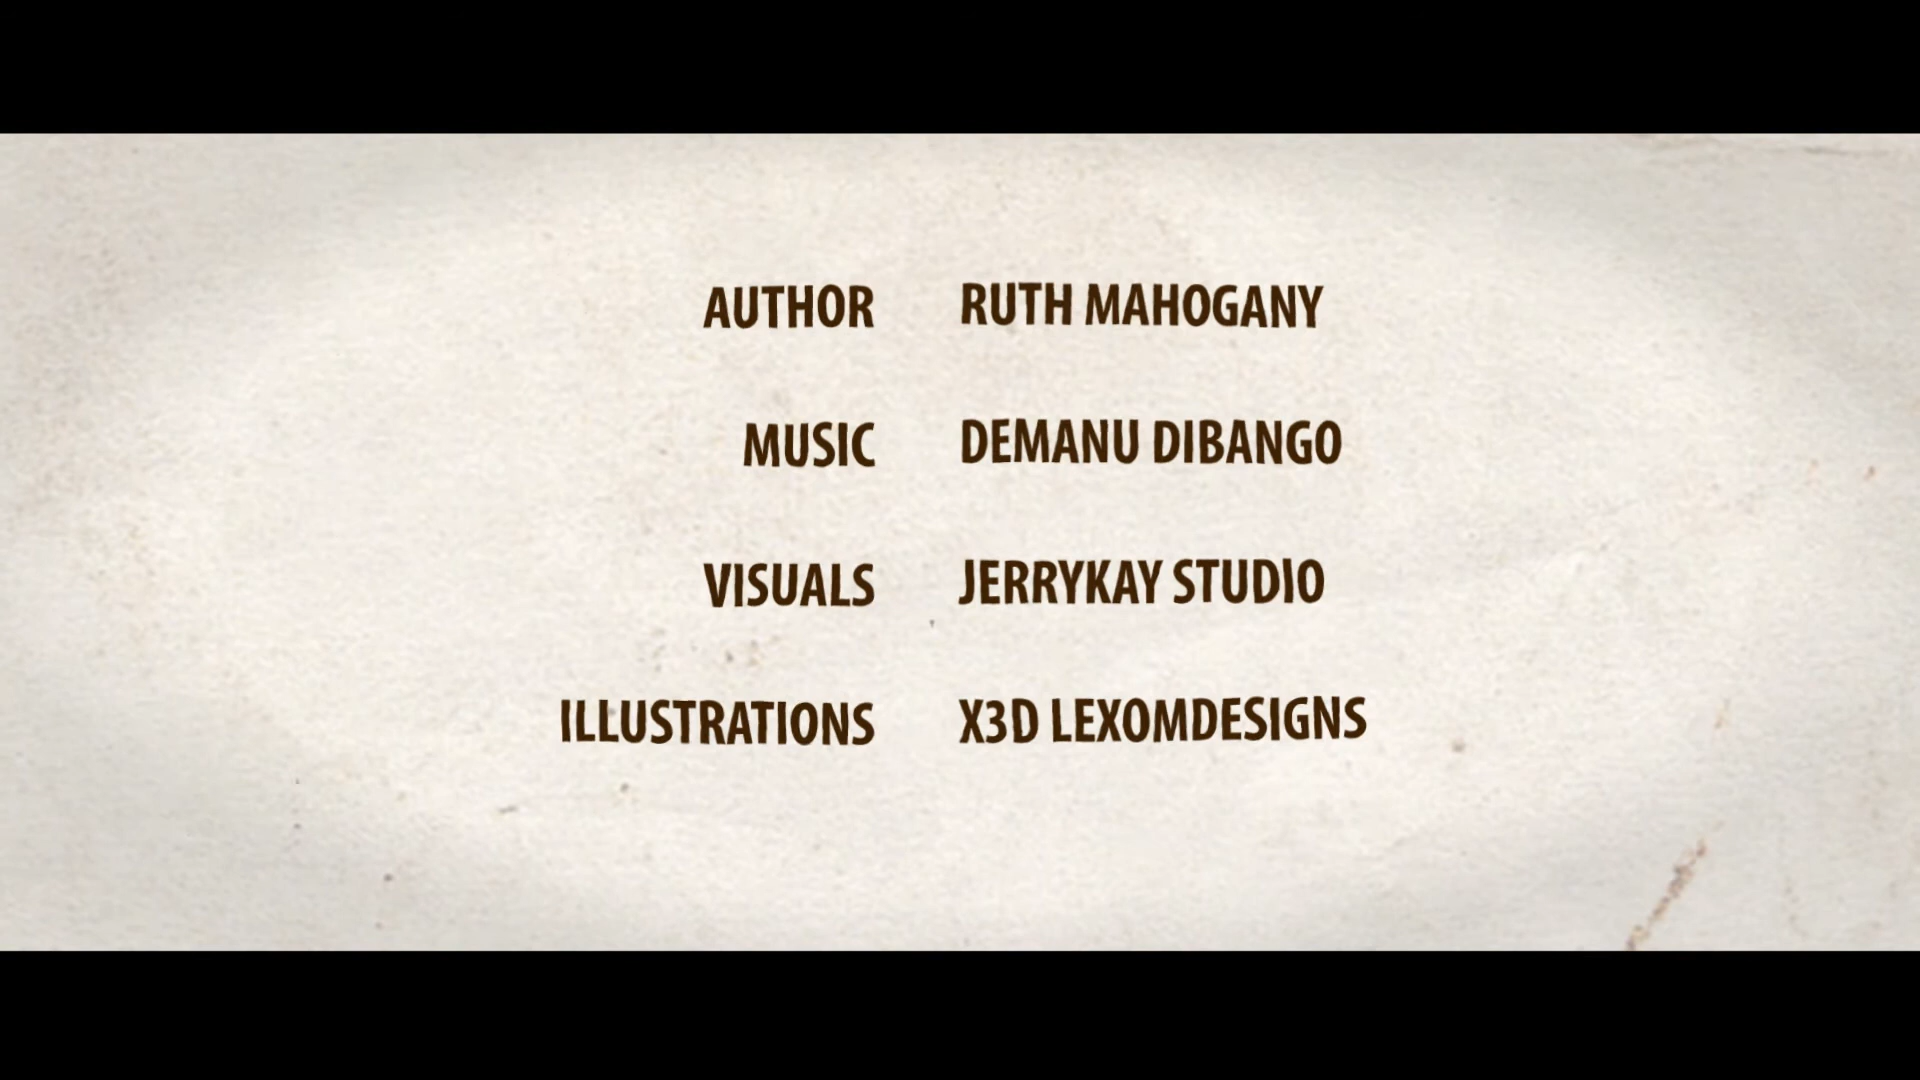 AUTHOR RUTH MAHOGANY
MUSIC DEMANU DIBANGO
VISUALS JERRYKAY STUDIO
ILLUSTRATIONS X3D LEXOMDESIGNS